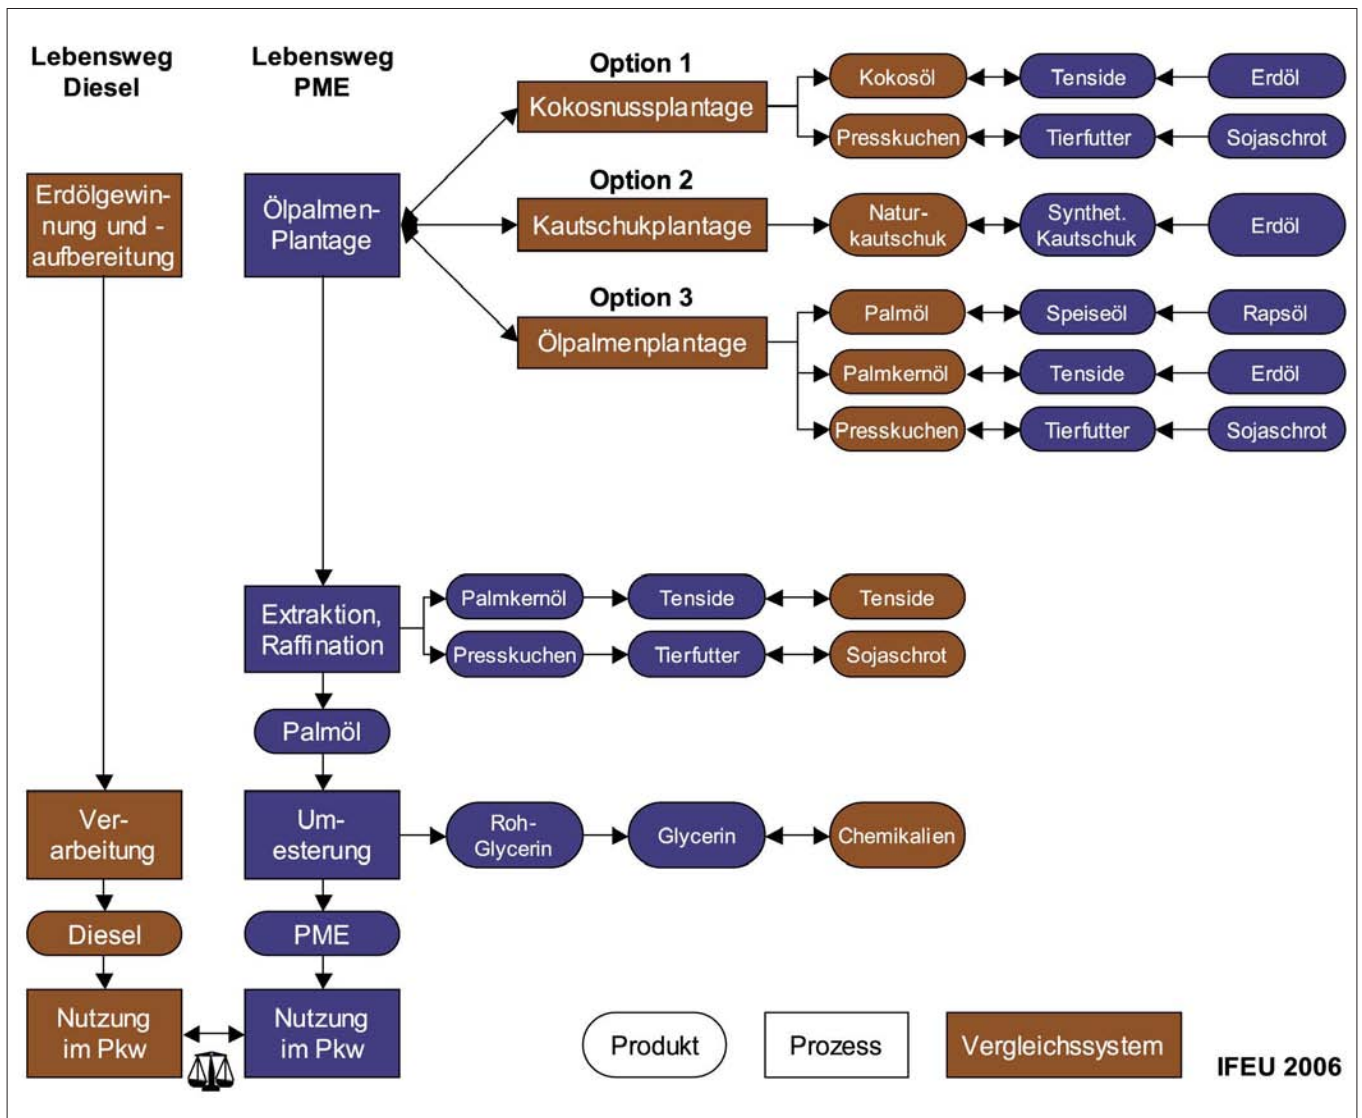 Lebensweg
Diesel
Lebensweg
PME
Option 1
Kokosnussplantage
Kokosöl
Tenside
Erdöl
Presskuchen
Tierfutter
Sojaschrot
Erdölgewin-
nung und -
aufbereitung
Ölpalmen-
Plantage
Option 2
Kautschukplantage
Natur-
kautschuk
Synthet.
Kautschuk
Erdöl
Option 3
Ölpalmenplantage
Palmöl
Speiseöl
Rapsöl
Palmkernöl
Tenside
Erdöl
Presskuchen
Tierfutter
Sojaschrot
Extraktion,
Raffination
Palmkernöl
Tenside
Tenside
Presskuchen
Tierfutter
Sojaschrot
Palmöl
Ver-
arbeitung
Um-
esterung
Roh-
Glycerin
Glycerin
Chemikalien
Diesel
PME
Nutzung
im Pkw
Nutzung
im Pkw
Produkt
Prozess
Vergleichssystem
IFEU 2006